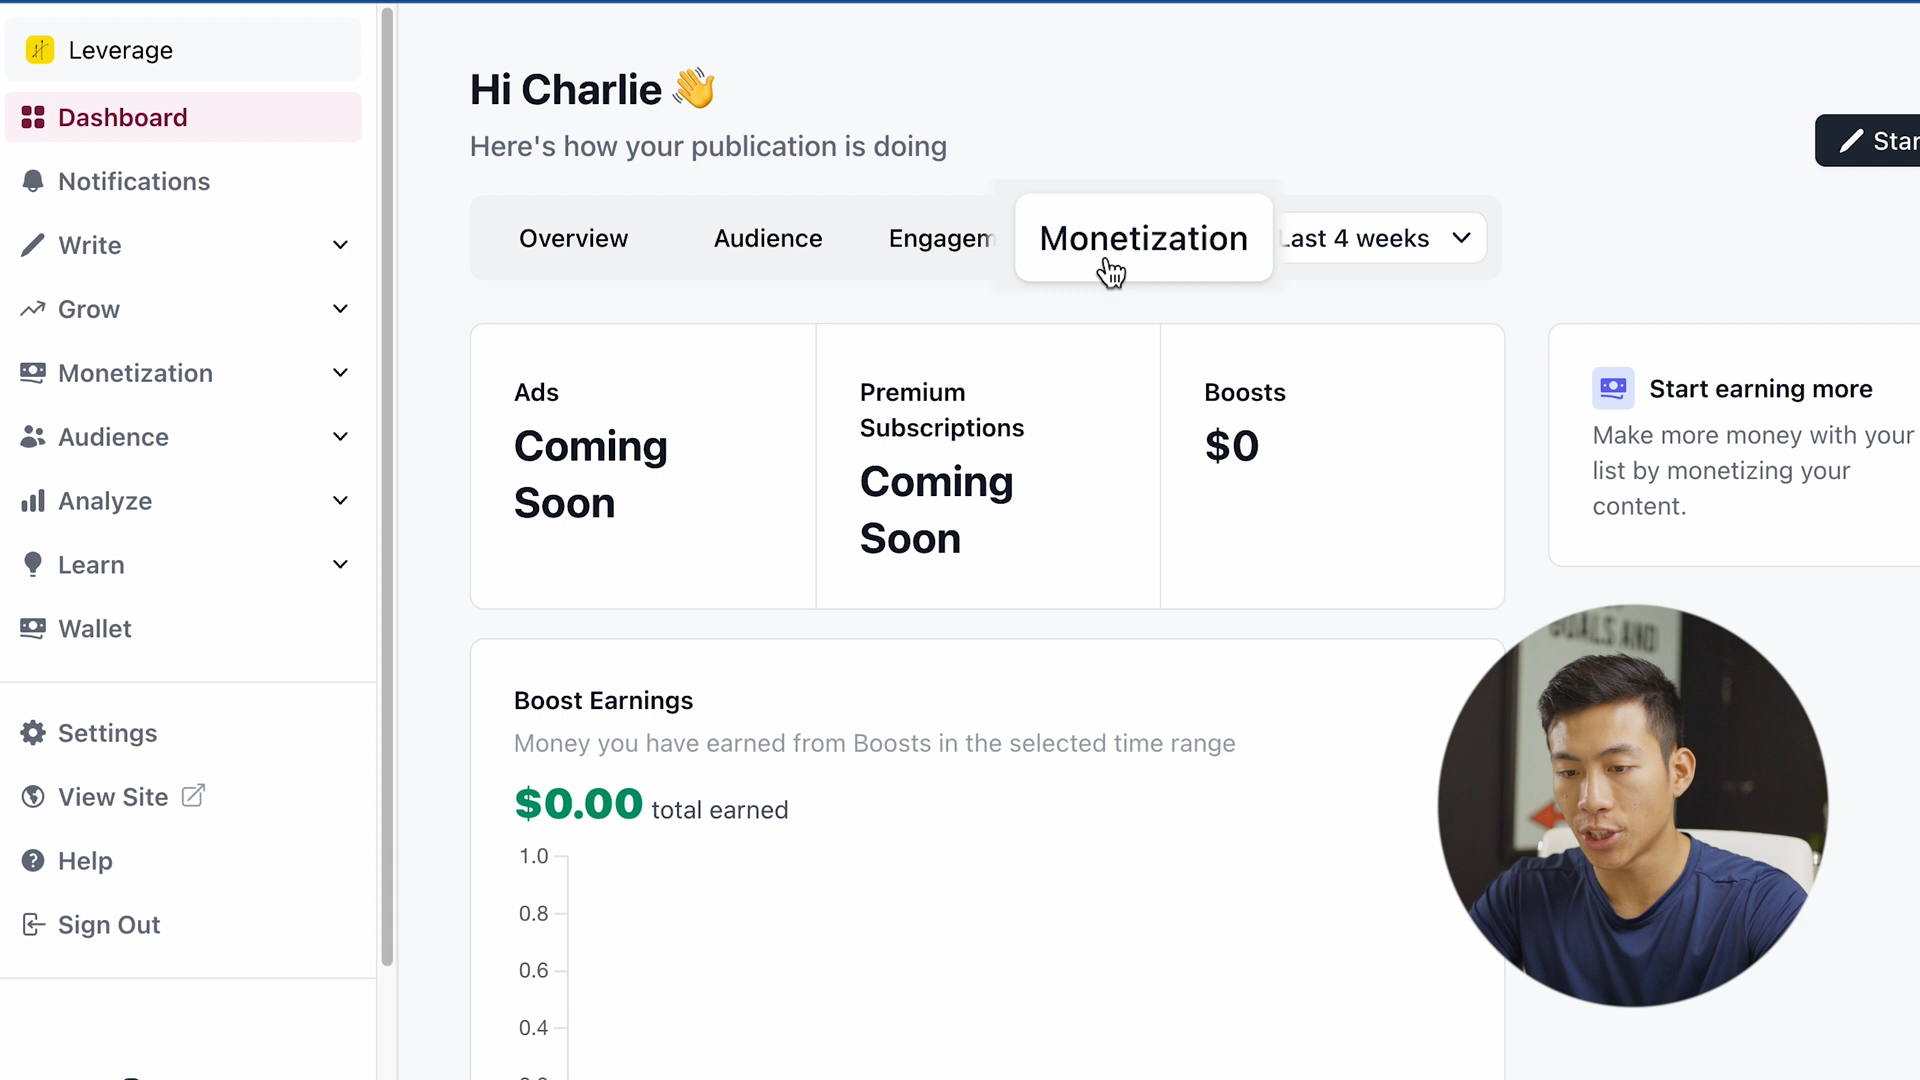 Leverage
Dashboard
Notifications
Write
Grow
Monetization
Audience
Analyze
Learn
Wallet
Settings
View Site
Help
Sign Out
Hi Charlie 👋
Here's how your publication is doing
Star
Overview
Audience
Engagem
Monetization
Last 4 weeks
Ads
Coming
Soon
Premium
Subscriptions
Coming
Soon
Boosts
$0
Start earning more
Make more money with your
list by monetizing your
content.
Boost Earnings
Money you have earned from Boosts in the selected time range
$0.00 total earned
1.0
0.8
0.6
0.4
GOALS AND